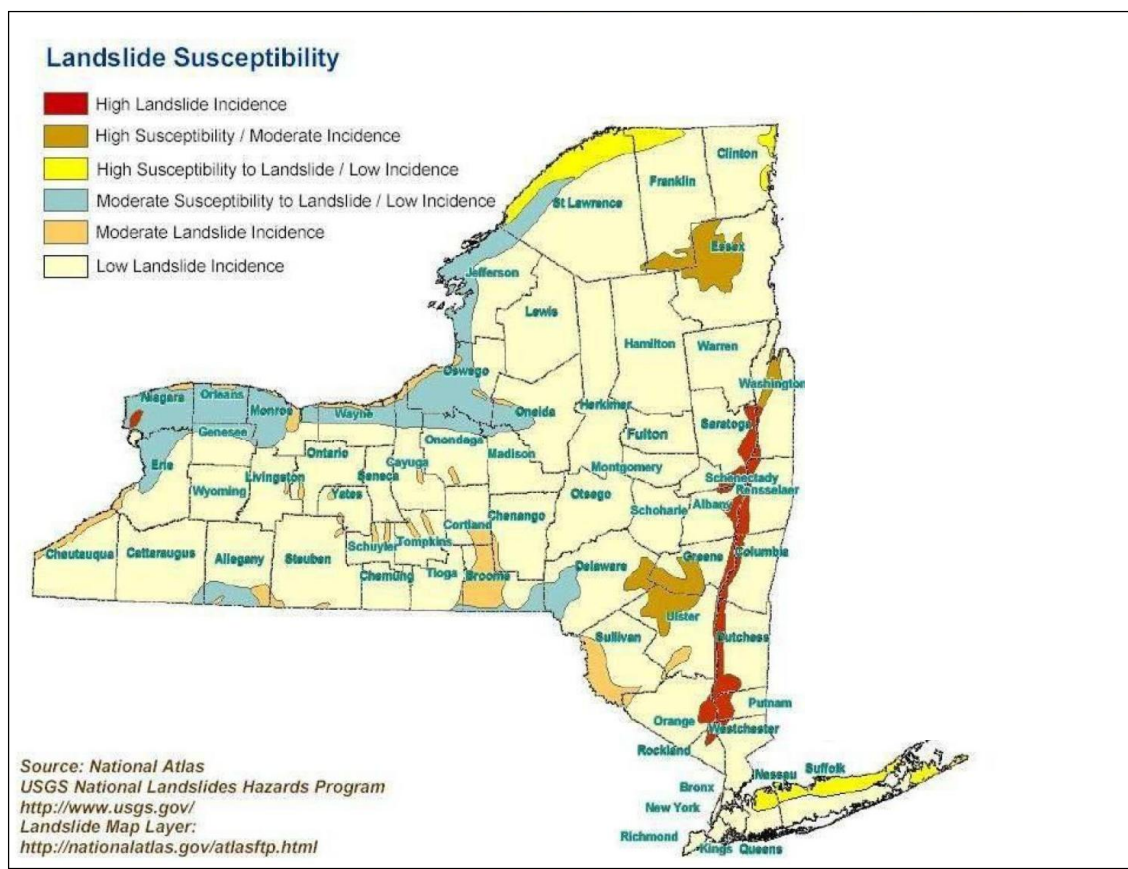 Landslide Susceptibility
High Landslide Incidence
High Susceptibility / Moderate Incidence
High Susceptibility to Landslide / Low Incidence
Moderate Susceptibility to Landslide / Low Incidence
Moderate Landslide Incidence
Low Landslide Incidence
Clinton
Franklin
St Lawrence
Essex
Jefferson
Lewis
Hamilton
Warren
Washington
Oswego
Niagara
Orleans
Monroe
Wayne
Oneida
Herkimer
Saratoga
Genesee
Fulton
Onondaga
Madison
Ontario
Erie
Cayuga
Seneca
Montgomery
Schenectady
Rensselaer
Livingston
Wyoming
Yates
Otsego
Schoharie
Albany
Cortland
Chenango
Schuyler
Tompkins
Greene
Columbia
Chautauqua
Cattaraugus
Allegany
Steuben
Chemung
Tioga
Broome
Delaware
Ulster
Sullivan
Dutchess
Putnam
Orange
Westchester
Rockland
Source: National Atlas
USGS National Landslides Hazards Program
http://www.usgs.gov/
Landslide Map Layer:
http://nationalatlas.gov/atlasftp.html
Nassau
Suffolk
Bronx
New York
Richmond
Kings
Queens